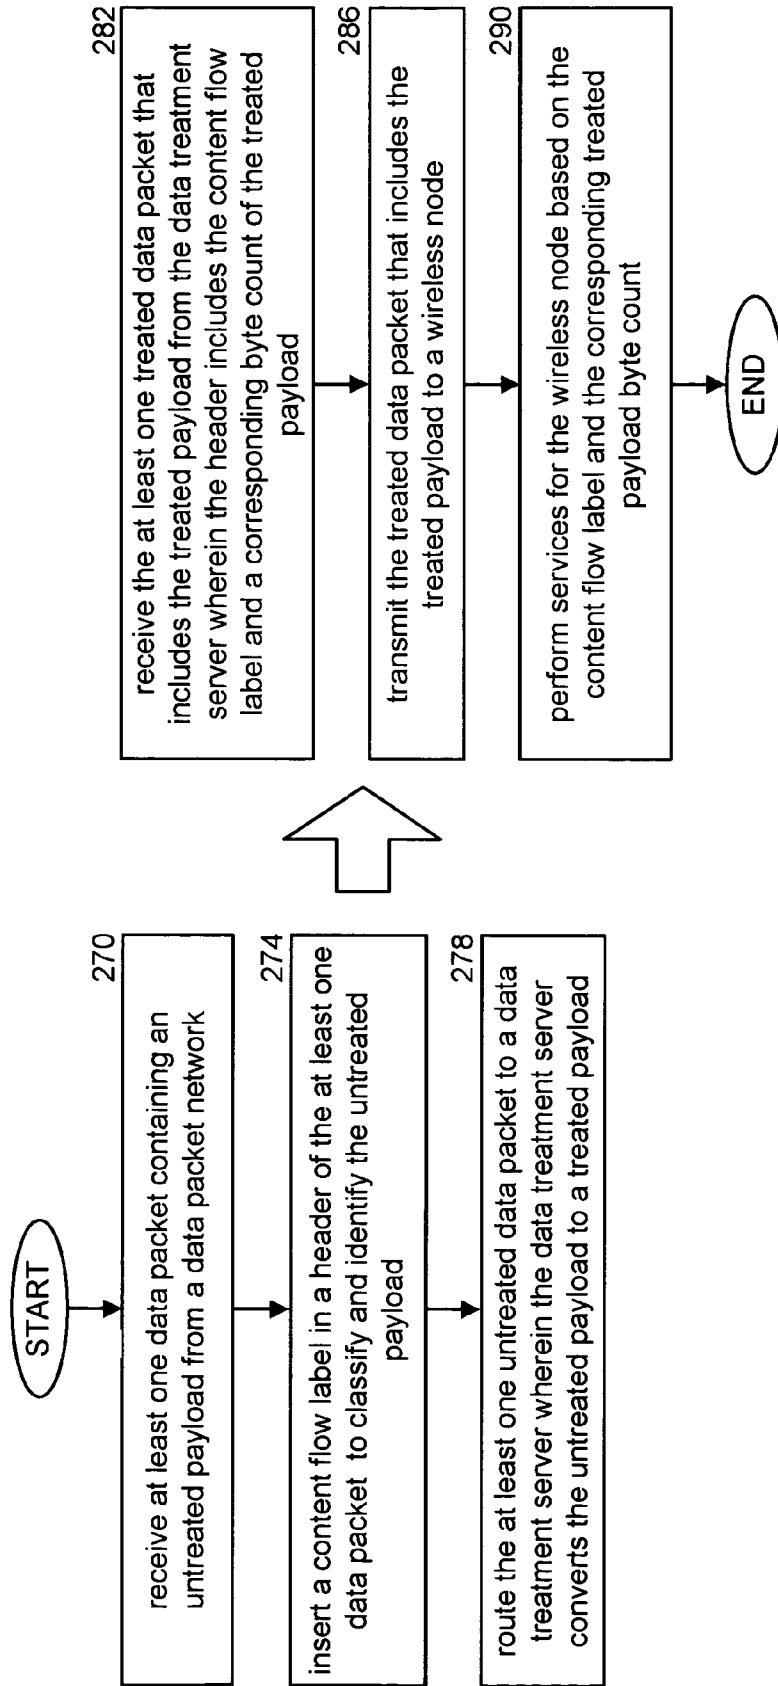 START
270
receive at least one data packet containing an
untreated payload from a data packet network
274
insert a content flow label in a header of the at least one
data packet to classify and identify the untreated
payload
278
route the at least one untreated data packet to a data
treatment server wherein the data treatment server
converts the untreated payload to a treated payload
282
receive the at least one treated data packet that
includes the treated payload from the data treatment
server wherein the header includes the content flow
label and a corresponding byte count of the treated
payload
286
transmit the treated data packet that includes the
treated payload to a wireless node
290
perform services for the wireless node based on the
content flow label and the corresponding treated
payload byte count
END